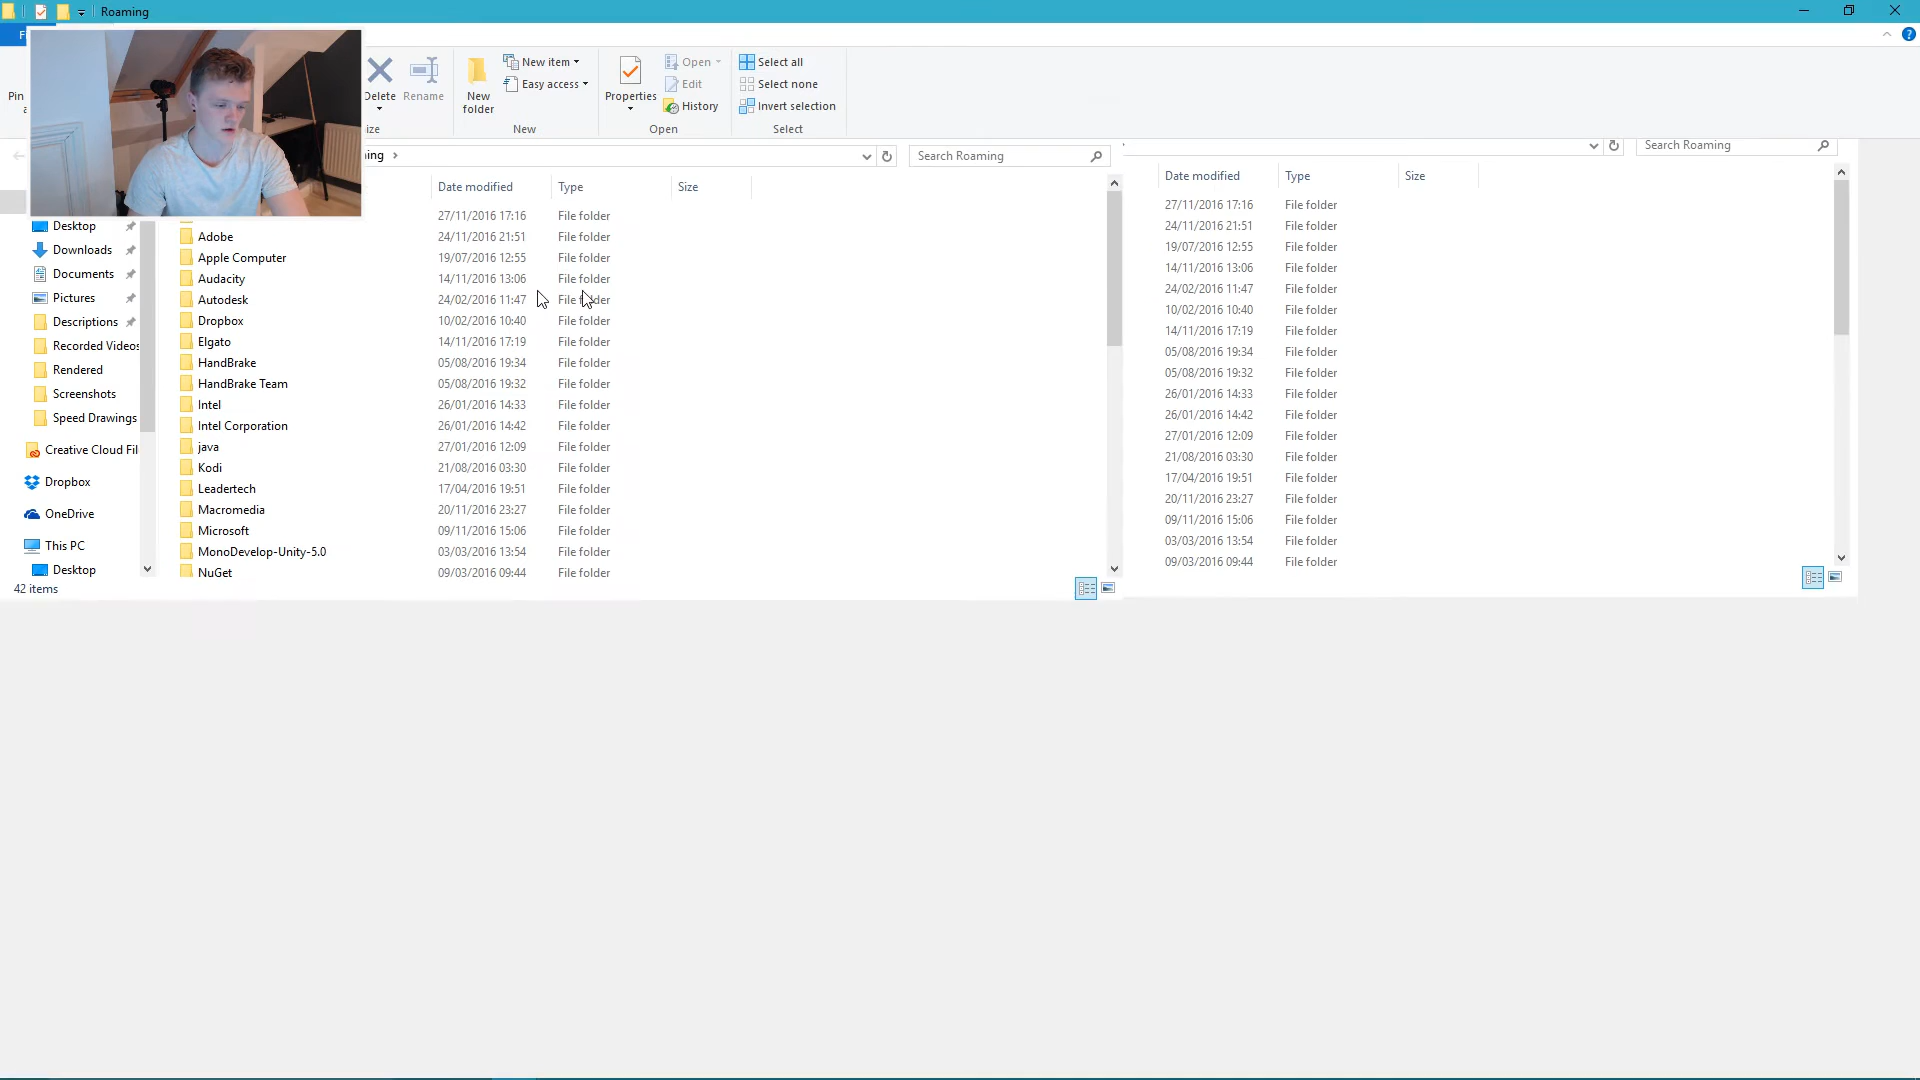 Roaming
F
Pin
a
Delete
Rename
New
folder
New item
Easy access
Properties
Open
Edit
History
Select all
Select none
Invert selection
ize
New
Open
Select
ing
Search Roaming
Search Roaming
Date modified Type Size
Date modified Type Size
27/11/2016 17:16 File folder
Adobe 24/11/2016 21:51 File folder
Apple Computer 19/07/2016 12:55 File folder
Audacity 14/11/2016 13:06 File folder
Autodesk 24/02/2016 11:47 File folder
Dropbox 10/02/2016 10:40 File folder
Elgato 14/11/2016 17:19 File folder
HandBrake 05/08/2016 19:34 File folder
HandBrake Team 05/08/2016 19:32 File folder
Intel 26/01/2016 14:33 File folder
Intel Corporation 26/01/2016 14:42 File folder
java 27/01/2016 12:09 File folder
Kodi 21/08/2016 03:30 File folder
Leadertech 17/04/2016 19:51 File folder
Macromedia 20/11/2016 23:27 File folder
Microsoft 09/11/2016 15:06 File folder
MonoDevelop-Unity-5.0 03/03/2016 13:54 File folder
NuGet 09/03/2016 09:44 File folder
27/11/2016 17:16 File folder
24/11/2016 21:51 File folder
19/07/2016 12:55 File folder
14/11/2016 13:06 File folder
24/02/2016 11:47 File folder
10/02/2016 10:40 File folder
14/11/2016 17:19 File folder
05/08/2016 19:34 File folder
05/08/2016 19:32 File folder
26/01/2016 14:33 File folder
26/01/2016 14:42 File folder
27/01/2016 12:09 File folder
21/08/2016 03:30 File folder
17/04/2016 19:51 File folder
20/11/2016 23:27 File folder
09/11/2016 15:06 File folder
03/03/2016 13:54 File folder
09/03/2016 09:44 File folder
Desktop
Downloads
Documents
Pictures
Descriptions
Recorded Videos
Rendered
Screenshots
Speed Drawings
Creative Cloud Fil
Dropbox
OneDrive
This PC
Desktop
42 items